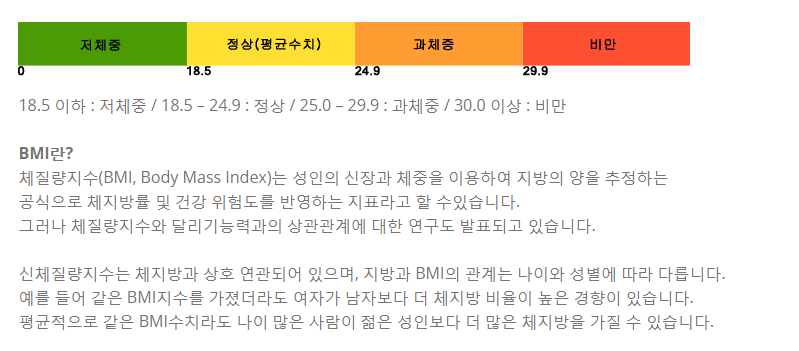 저체중 정상(평균수치) 과체중 비만
0 18.5 24.9 29.9
18.5 이하 : 저체중 / 18.5 – 24.9 : 정상 / 25.0 – 29.9 : 과체중 / 30.0 이상 : 비만
BMI란?
체질량지수(BMI, Body Mass Index)는 성인의 신장과 체중을 이용하여 지방의 양을 추정하는
공식으로 체지방률 및 건강 위험도를 반영하는 지표라고 할 수있습니다.
그러나 체질량지수와 달리기능력과의 상관관계에 대한 연구도 발표되고 있습니다.
신체질량지수는 체지방과 상호 연관되어 있으며, 지방과 BMI의 관계는 나이와 성별에 따라 다릅니다.
예를 들어 같은 BMI지수를 가졌더라도 여자가 남자보다 더 체지방 비율이 높은 경향이 있습니다.
평균적으로 같은 BMI수치라도 나이 많은 사람이 젊은 성인보다 더 많은 체지방을 가질 수 있습니다.